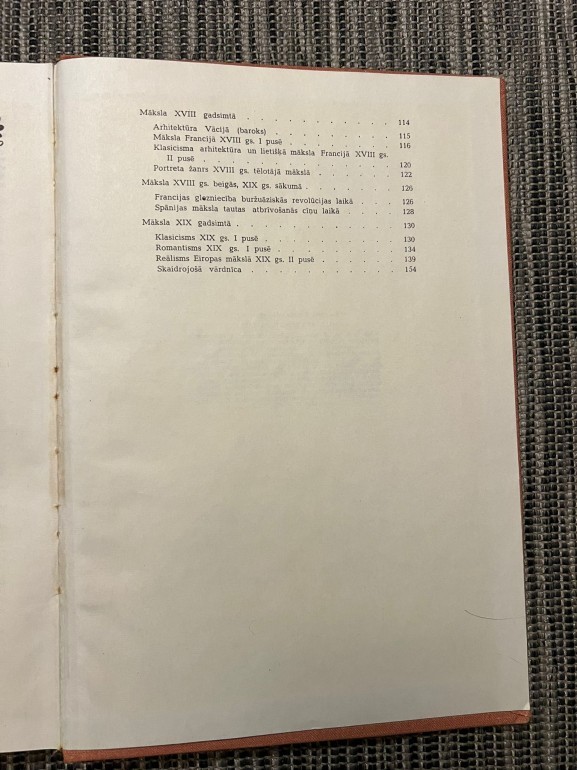 Māksla XVIII gadsimtā . . . . . . . . . . . 114
Arhitektūra Vācijā (baroks) . . . . . . . . . 115
Māksla Francijā XVIII gs. I pusē . . . . . . . . 116
Klasicisma arhitektūra un lietišķā māksla Francijā XVIII gs.
II pusē . . . . . . . . . . . . . 120
Portreta žanrs XVIII gs. tēlotājā mākslā . . . . . . 122
Māksla XVIII gs. beigās, XIX gs. sākumā . . . . . . . 126
Francijas glezniecība buržuāziskās revolūcijas laikā . . . 126
Spānijas māksla tautas atbrīvošanās cīņu laikā . . . . 128
Māksla XIX gadsimtā . . . . . . . . . . . . 130
Klasicisms XIX gs. I pusē . . . . . . . . . . 130
Romantisms XIX gs. I pusē . . . . . . . . . 134
Reālisms Eiropas mākslā XIX gs. II pusē . . . . . . 139
Skaidrojošā vārdnīca . . . . . . . . . . . 154